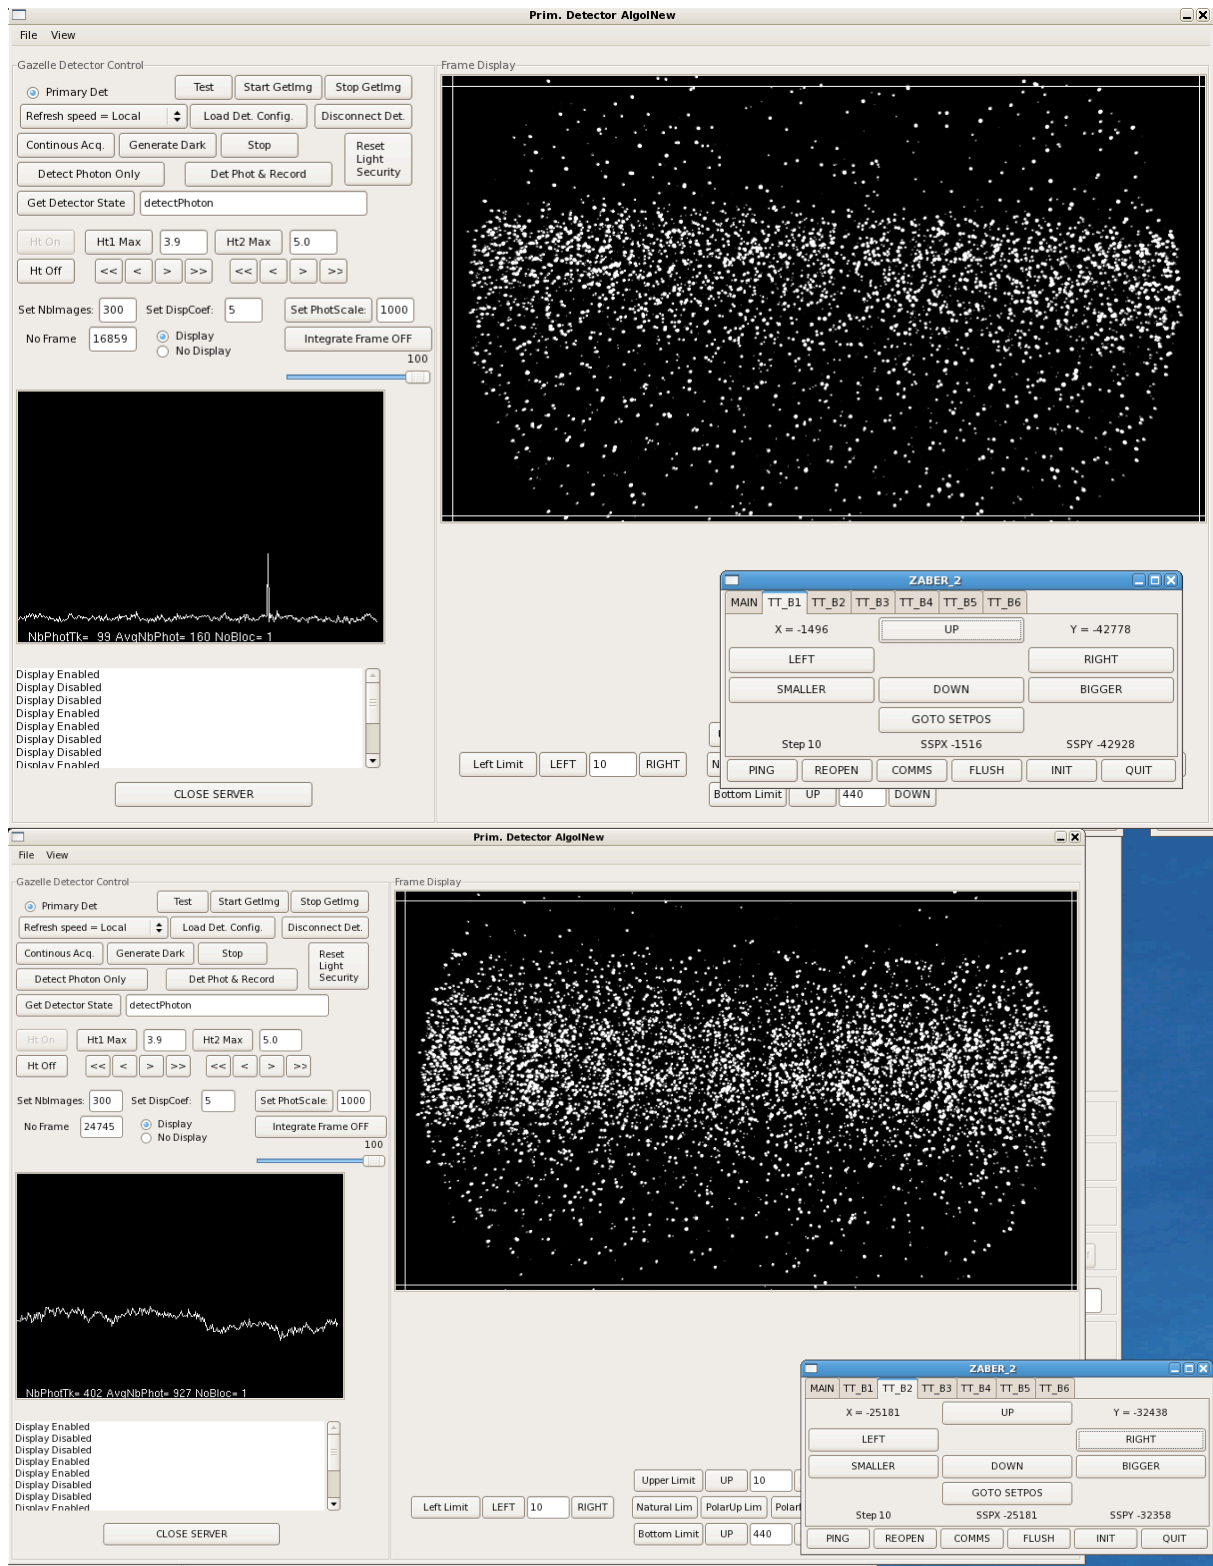 Prim. Detector AlgolNew
File View
Gazelle Detector Control
Frame Display
Primary Det
Test Start GetImg Stop GetImg
Refresh speed = Local Load Det. Config. Disconnect Det.
Continous Acq. Generate Dark Stop
Reset
Light
Security
Detect Photon Only Det Phot & Record
Get Detector State detectPhoton
Ht On Ht1 Max 3.9 Ht2 Max 5.0
Ht Off << < > >> << < > >>
Set NbImages: 300 Set DispCoef: 5 Set PhotScale: 1000
No Frame 16859 Display
No Display
Integrate Frame OFF
100
NbPhotTk= 99 AvgNbPhot= 160 NoBloc= 1
Display Enabled
Display Disabled
Display Disabled
Display Enabled
Display Enabled
Display Disabled
Display Disabled
Display Enabled
CLOSE SERVER
ZABER_2
MAIN TT_B1 TT_B2 TT_B3 TT_B4 TT_B5 TT_B6
X = -1496 UP Y = -42778
LEFT RIGHT
SMALLER DOWN BIGGER
GOTO SETPOS
Step 10 SSPX -1516 SSPY -42928
PING REOPEN COMMS FLUSH INIT QUIT
Left Limit LEFT 10 RIGHT N
Bottom Limit UP 440 DOWN
Prim. Detector AlgolNew
File View
Gazelle Detector Control
Frame Display
Primary Det
Test Start GetImg Stop GetImg
Refresh speed = Local Load Det. Config. Disconnect Det.
Continous Acq. Generate Dark Stop
Reset
Light
Security
Detect Photon Only Det Phot & Record
Get Detector State detectPhoton
Ht On Ht1 Max 3.9 Ht2 Max 5.0
Ht Off << < > >> << < > >>
Set NbImages: 300 Set DispCoef: 5 Set PhotScale: 1000
No Frame 24745 Display
No Display
Integrate Frame OFF
100
NbPhotTk= 402 AvgNbPhot= 927 NoBloc= 1
Display Enabled
Display Disabled
Display Disabled
Display Enabled
Display Enabled
Display Disabled
Display Disabled
Display Enabled
CLOSE SERVER
Upper Limit UP 10
Left Limit LEFT 10 RIGHT Natural Lim PolarUp Lim Polar
Bottom Limit UP 440
ZABER_2
MAIN TT_B1 TT_B2 TT_B3 TT_B4 TT_B5 TT_B6
X = -25181 UP Y = -32438
LEFT RIGHT
SMALLER DOWN BIGGER
GOTO SETPOS
Step 10 SSPX -25181 SSPY -32358
PING REOPEN COMMS FLUSH INIT QUIT